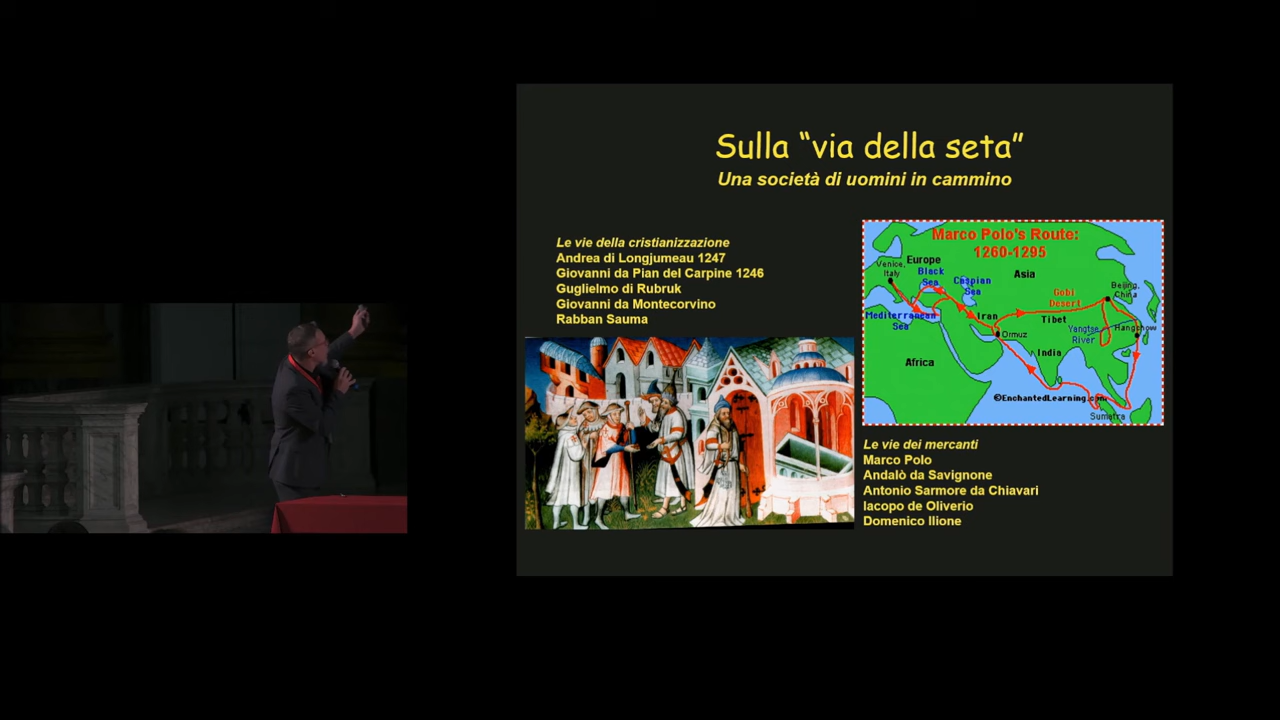 Sulla “via della seta”
Una società di uomini in cammino
Le vie della cristianizzazione
Andrea di Longjumeau 1247
Giovanni da Pian del Carpine 1246
Guglielmo di Rubruk
Giovanni da Montecorvino
Rabban Sauma
Marco Polo's Route:
1260-1295
Venice,
Italy
Europe
Black
Sea
Caspian
Sea
Asia
Gobi
Desert
Beijing,
China
Mediterranean
Sea
Iran
Ormuz
Tibet
Yangtse
River
Hangchow
India
Africa
©EnchantedLearning.com
Sumatra
Le vie dei mercanti
Marco Polo
Andalò da Savignone
Antonio Sarmore da Chiavari
Iacopo de Oliverio
Domenico Ilione